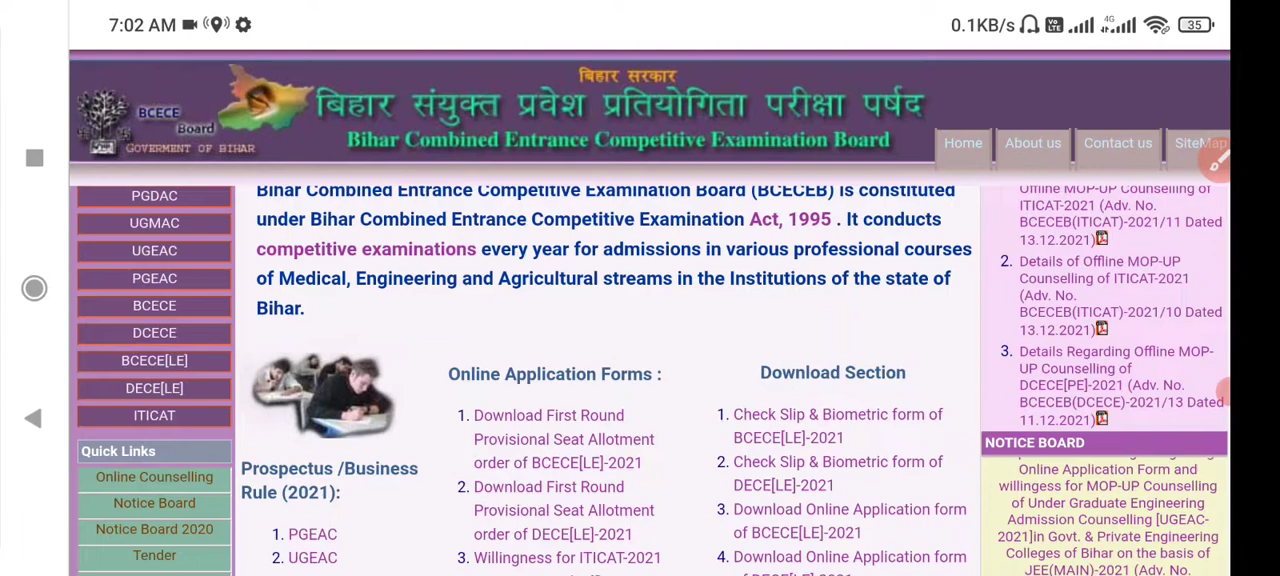 7:02 AM
0.1KB/s
Vo LTE
4G
35
बिहार सरकार
बिहार संयुक्त प्रवेश प्रतियोगिता परीक्षा पर्षद
Bihar Combined Entrance Competitive Examination Board
BCECE
Board
GOVERMENT OF BIHAR
Home
About us
Contact us
SiteMap
PGDAC
UGMAC
UGEAC
PGEAC
BCECE
DCECE
BCECE[LE]
DECE[LE]
ITICAT
Quick Links
Online Counselling
Notice Board
Notice Board 2020
Tender
Bihar Combined Entrance Competitive Examination Board (BCECEB) is constituted
under Bihar Combined Entrance Competitive Examination Act, 1995 . It conducts
competitive examinations every year for admissions in various professional courses
of Medical, Engineering and Agricultural streams in the Institutions of the state of
Bihar.
Prospectus /Business
Rule (2021):
1. PGEAC
2. UGEAC
Online Application Forms :
1. Download First Round
Provisional Seat Allotment
order of BCECE[LE]-2021
2. Download First Round
Provisional Seat Allotment
order of DECE[LE]-2021
3. Willingness for ITICAT-2021
Download Section
1. Check Slip & Biometric form of
BCECE[LE]-2021
2. Check Slip & Biometric form of
DECE[LE]-2021
3. Download Online Application form
of BCECE[LE]-2021
4. Download Online Application form
Offline MOP-UP Counselling of
ITICAT-2021 (Adv. No.
BCECEB(ITICAT)-2021/11 Dated
13.12.2021)
2. Details of Offline MOP-UP
Counselling of ITICAT-2021
(Adv. No.
BCECEB(ITICAT)-2021/10 Dated
13.12.2021)
3. Details Regarding Offline MOP-
UP Counselling of
DCECE[PE]-2021 (Adv. No.
BCECEB(DCECE)-2021/13 Dated
11.12.2021)
NOTICE BOARD
Online Application Form and
willingess for MOP-UP Counselling
of Under Graduate Engineering
Admission Counselling [UGEAC-
2021]in Govt. & Private Engineering
Colleges of Bihar on the basis of
JEE(MAIN)-2021 (Adv. No.